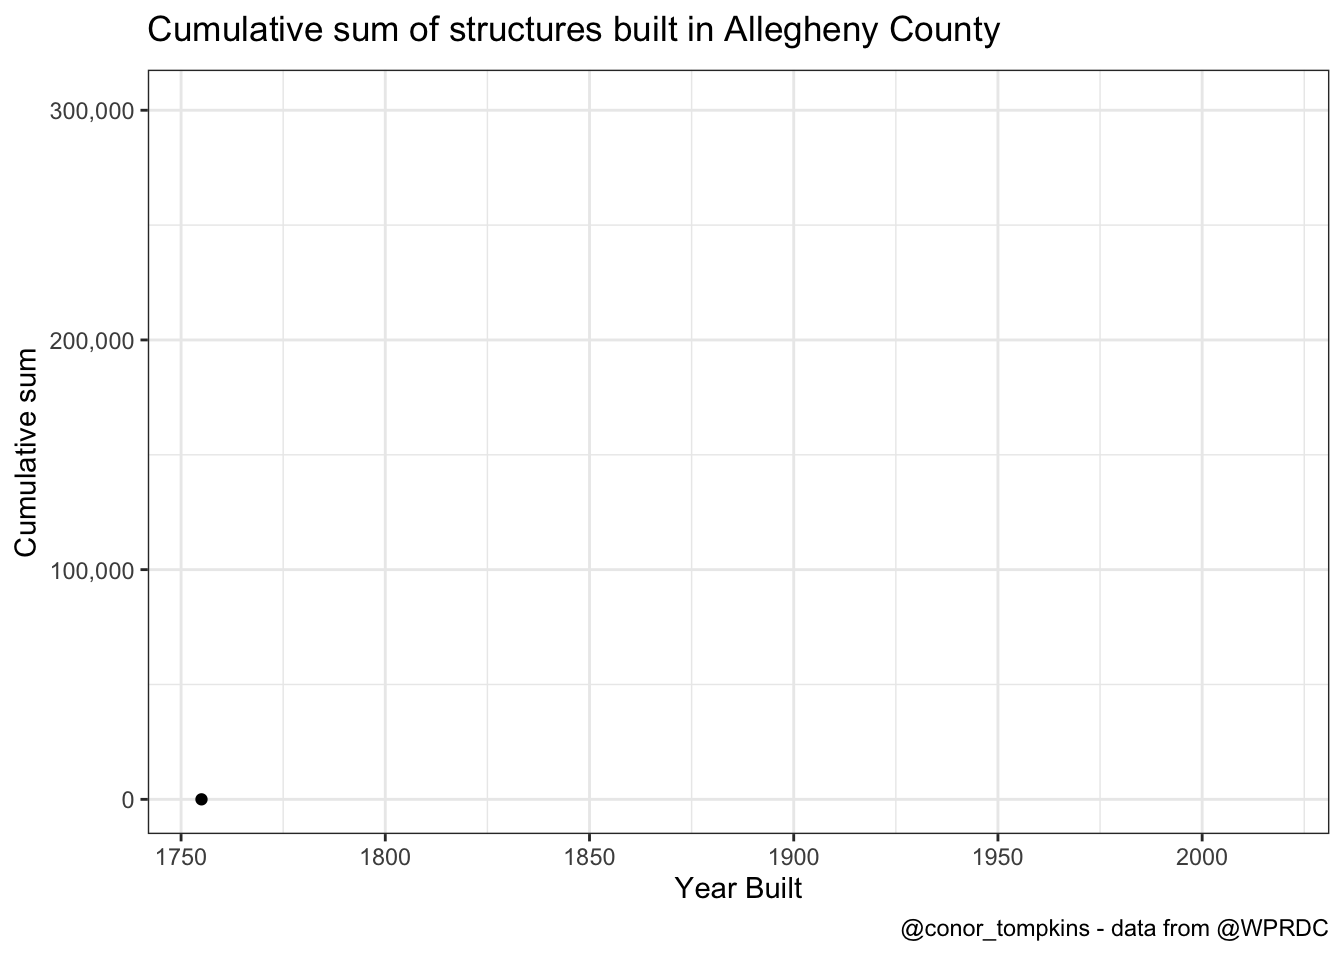 Cumulative sum of structures built in Allegheny County
300,000
200,000
100,000
0
Cumulative sum
1750 1800 1850 1900 1950 2000
Year Built
@conor_tompkins - data from @WPRDC